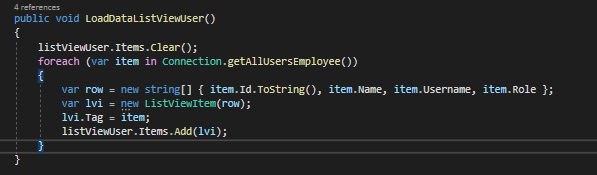 4 references
public void LoadDataListViewUser()
{
listViewUser.Items.Clear();
foreach (var item in Connection.getAllUsersEmployee())
{
var row = new string[] { item.Id.ToString(), item.Name, item.Username, item.Role };
var lvi = new ListViewItem(row);
lvi.Tag = item;
listViewUser.Items.Add(lvi);
}
}